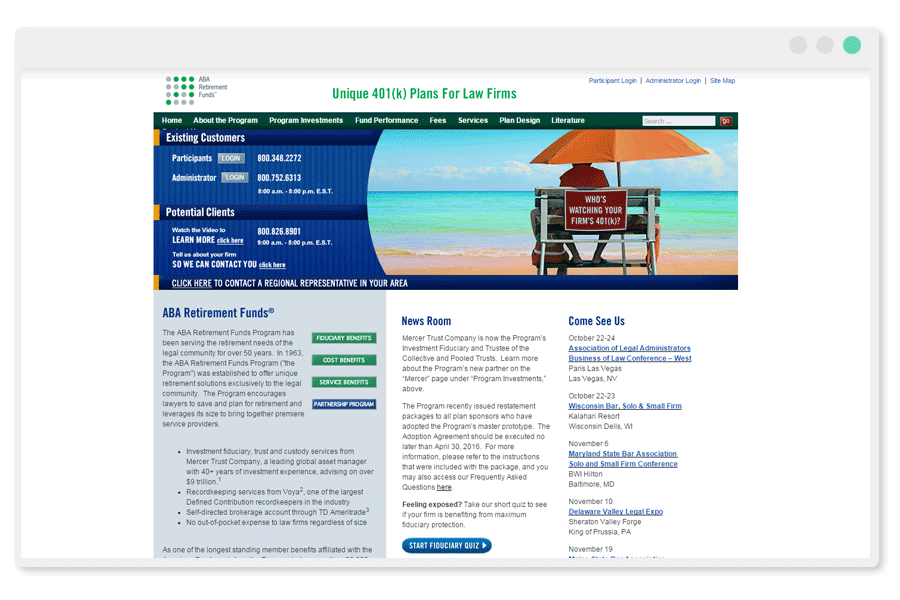 ABA
Retirement
Funds™
Unique 401(k) Plans For Law Firms
Participant Login | Administrator Login | Site Map
Home About the Program Program Investments Fund Performance Fees Services Plan Design Literature
Search ...
go
Existing Customers
Participants LOGIN 800.348.2272
Administrator LOGIN 800.752.6313
8:00 a.m. - 8:00 p.m. E.S.T.
Potential Clients
Watch the Video to
LEARN MORE click here
800.826.8901
9:00 a.m. - 5:00 p.m. E.S.T.
Tell us about your firm
SO WE CAN CONTACT YOU click here
WHO'S
WATCHING YOUR
FIRM'S 401(k)?
CLICK HERE TO CONTACT A REGIONAL REPRESENTATIVE IN YOUR AREA
ABA Retirement Funds®
The ABA Retirement Funds Program has
been serving the retirement needs of the
legal community for over 50 years. In 1963,
the ABA Retirement Funds Program ("the
Program") was established to offer unique
retirement solutions exclusively to the legal
community. The Program encourages
lawyers to save and plan for retirement and
leverages its size to bring together premiere
service providers.
FIDUCIARY BENEFITS
COST BENEFITS
SERVICE BENEFITS
PARTNERSHIP PROGRAM
• Investment fiduciary, trust and custody services from
Mercer Trust Company, a leading global asset manager
with 40+ years of investment experience, advising on over
$9 trillion.1
• Recordkeeping services from Voya2, one of the largest
Defined Contribution recordkeepers in the industry
• Self-directed brokerage account through TD Ameritrade3
• No out-of-pocket expense to law firms regardless of size
As one of the longest standing member benefits affiliated with the
News Room
Mercer Trust Company is now the Program's
Investment Fiduciary and Trustee of the
Collective and Pooled Trusts. Learn more
about the Program's new partner on the
"Mercer" page under "Program Investments,"
above.
The Program recently issued restatement
packages to all plan sponsors who have
adopted the Program's master prototype. The
Adoption Agreement should be executed no
later than April 30, 2016. For more
information, please refer to the instructions
that were included with the package, and you
may also access our Frequently Asked
Questions here.
Feeling exposed? Take our short quiz to see
if your firm is benefiting from maximum
fiduciary protection.
START FIDUCIARY QUIZ
Come See Us
October 22-24
Association of Legal Administrators
Business of Law Conference – West
Paris Las Vegas
Las Vegas, NV
October 22-23
Wisconsin Bar, Solo & Small Firm
Kalahari Resort
Wisconsin Dells, WI
November 6
Maryland State Bar Association
Solo and Small Firm Conference
BWI Hilton
Baltimore, MD
November 10
Delaware Valley Legal Expo
Sheraton Valley Forge
King of Prussia, PA
November 19